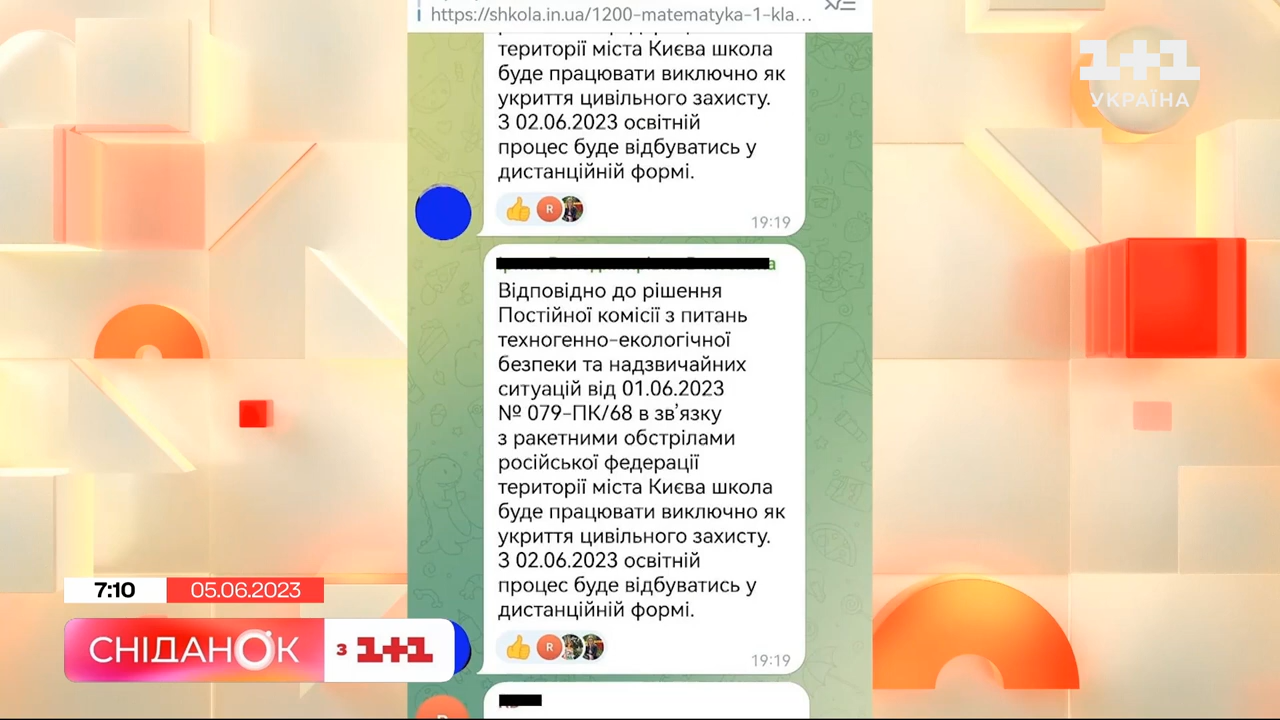 https://shkola.in.ua/1200-matematyka-1-kla...
території міста Києва школа
буде працювати виключно як
укриття цивільного захисту.
З 02.06.2023 освітній
процес буде відбуватись у
дистанційній формі.
R
19:19
Відповідно до рішення
Постійної комісії з питань
техногенно-екологічної
безпеки та надзвичайних
ситуацій від 01.06.2023
№ 079-ПК/68 в зв’язку
з ракетними обстрілами
російської федерації
території міста Києва школа
буде працювати виключно як
укриття цивільного захисту.
З 02.06.2023 освітній
процес буде відбуватись у
дистанційній формі.
R
19:19
1+1
УКРАЇНА
7:10 05.06.2023
СНІДАНОК З 1+1